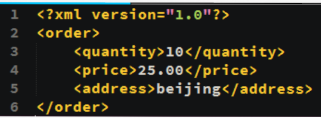 1 <?xml version="1.0"?>
2 <order>
3     <quantity>10</quantity>
4     <price>25.00</price>
5     <address>beijing</address>
6 </order>